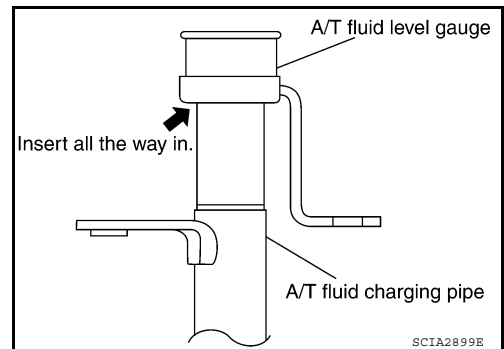 A/T fluid level gauge
Insert all the way in.
A/T fluid charging pipe
SCIA2899E